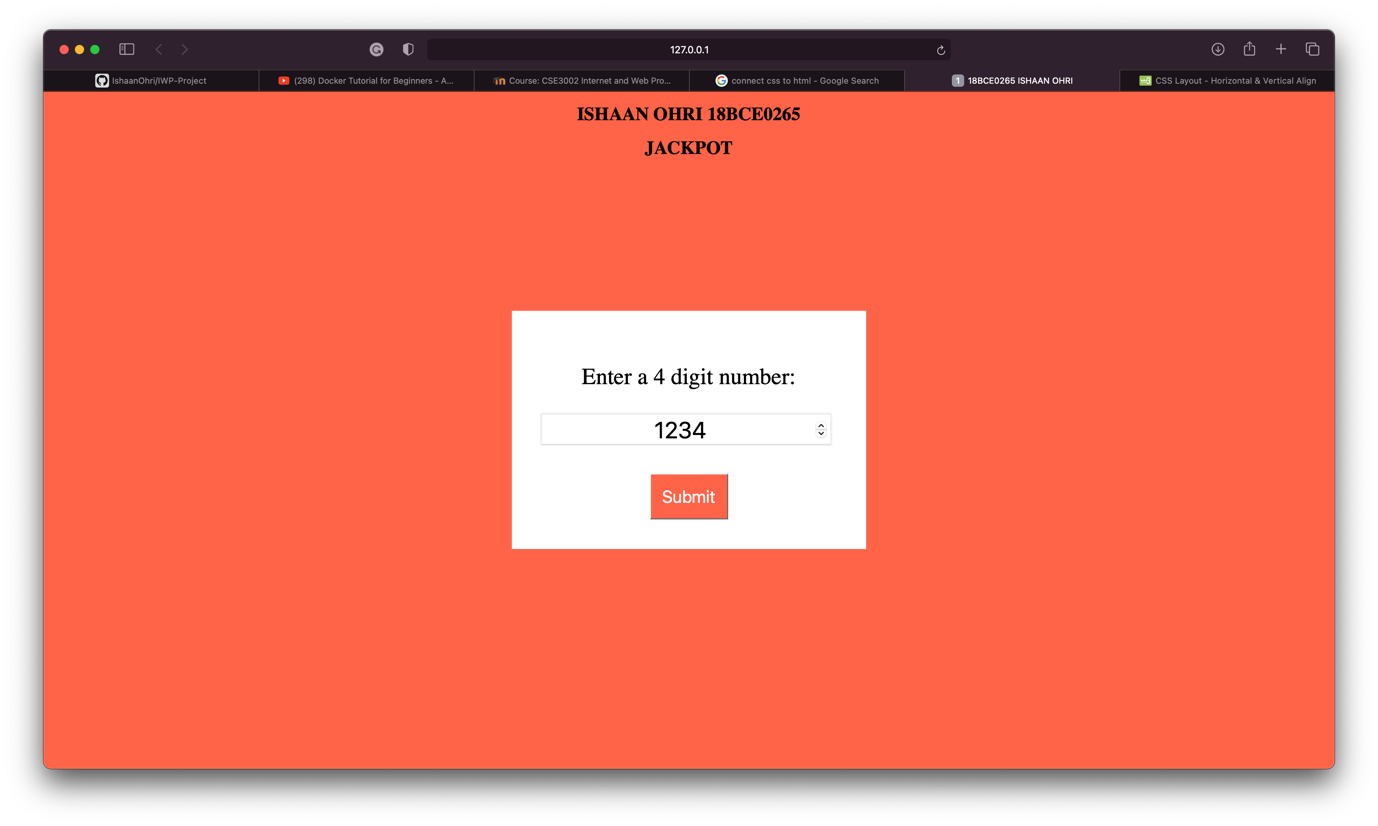 127.0.0.1
IshaanOhri/IWP-Project
(298) Docker Tutorial for Beginners - A...
Course: CSE3002 Internet and Web Pro...
connect css to html - Google Search
1 18BCE0265 ISHAAN OHRI
CSS Layout - Horizontal & Vertical Align
ISHAAN OHRI 18BCE0265
JACKPOT
Enter a 4 digit number:
1234
Submit